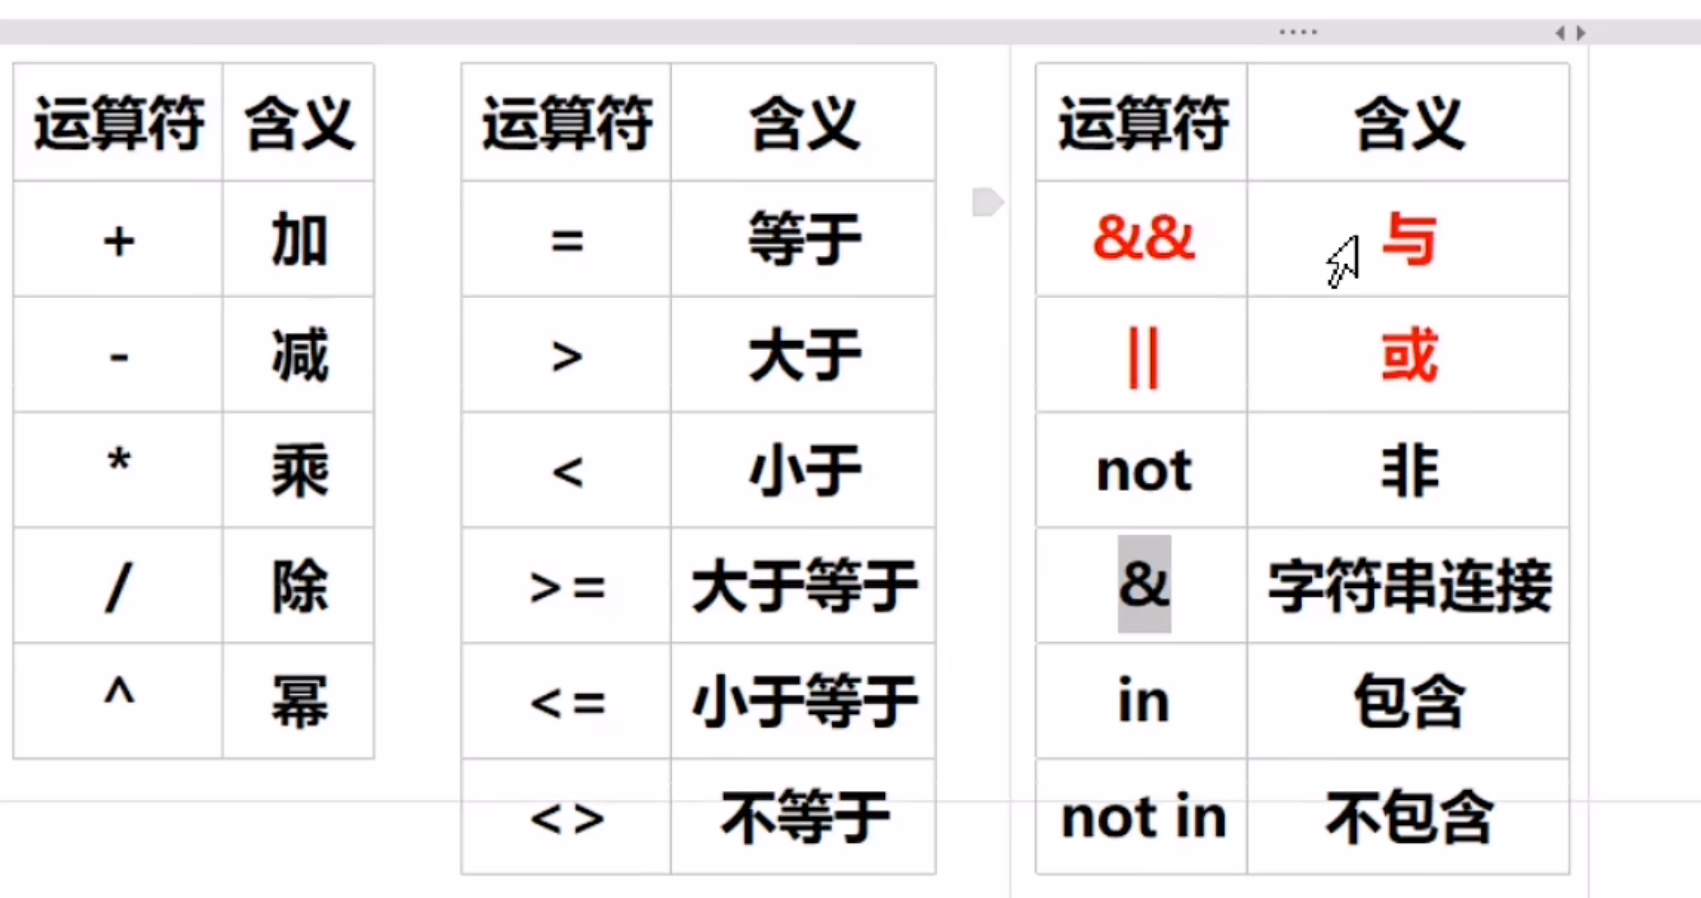 运算符 含义
+ 加
- 减
* 乘
/ 除
^ 幂
运算符 含义
= 等于
> 大于
< 小于
>= 大于等于
<= 小于等于
<> 不等于
运算符 含义
&& 与
|| 或
not 非
& 字符串连接
in 包含
not in 不包含